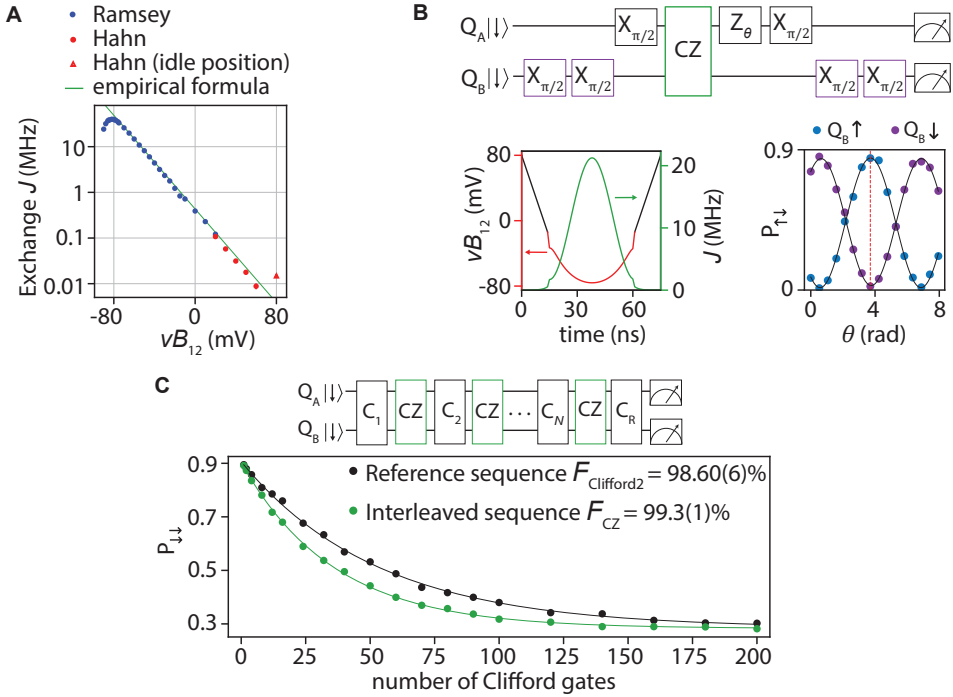 A
Ramsey
Hahn
Hahn (idle position)
empirical formula
Exchange J (MHz)
10
1
0.1
0.01
-80 0 80
vB12 (mV)
B
QA |↓⟩ Xπ/2 CZ Zθ Xπ/2
QB |↓⟩ Xπ/2 Xπ/2 Xπ/2 Xπ/2
vB12 (mV)
80
0
-80
0 30 60
time (ns)
20
10
0
J (MHz)
QB↑ QB↓
P↑↓
0.9
0
0 4 8
θ (rad)
C
QA |↓⟩ C1 CZ C2 CZ ... CN CZ CR
QB |↓⟩
P↓↓
0.9
0.7
0.5
0.3
Reference sequence FClifford2 = 98.60(6)%
Interleaved sequence FCZ = 99.3(1)%
0 25 50 75 100 125 150 175 200
number of Clifford gates